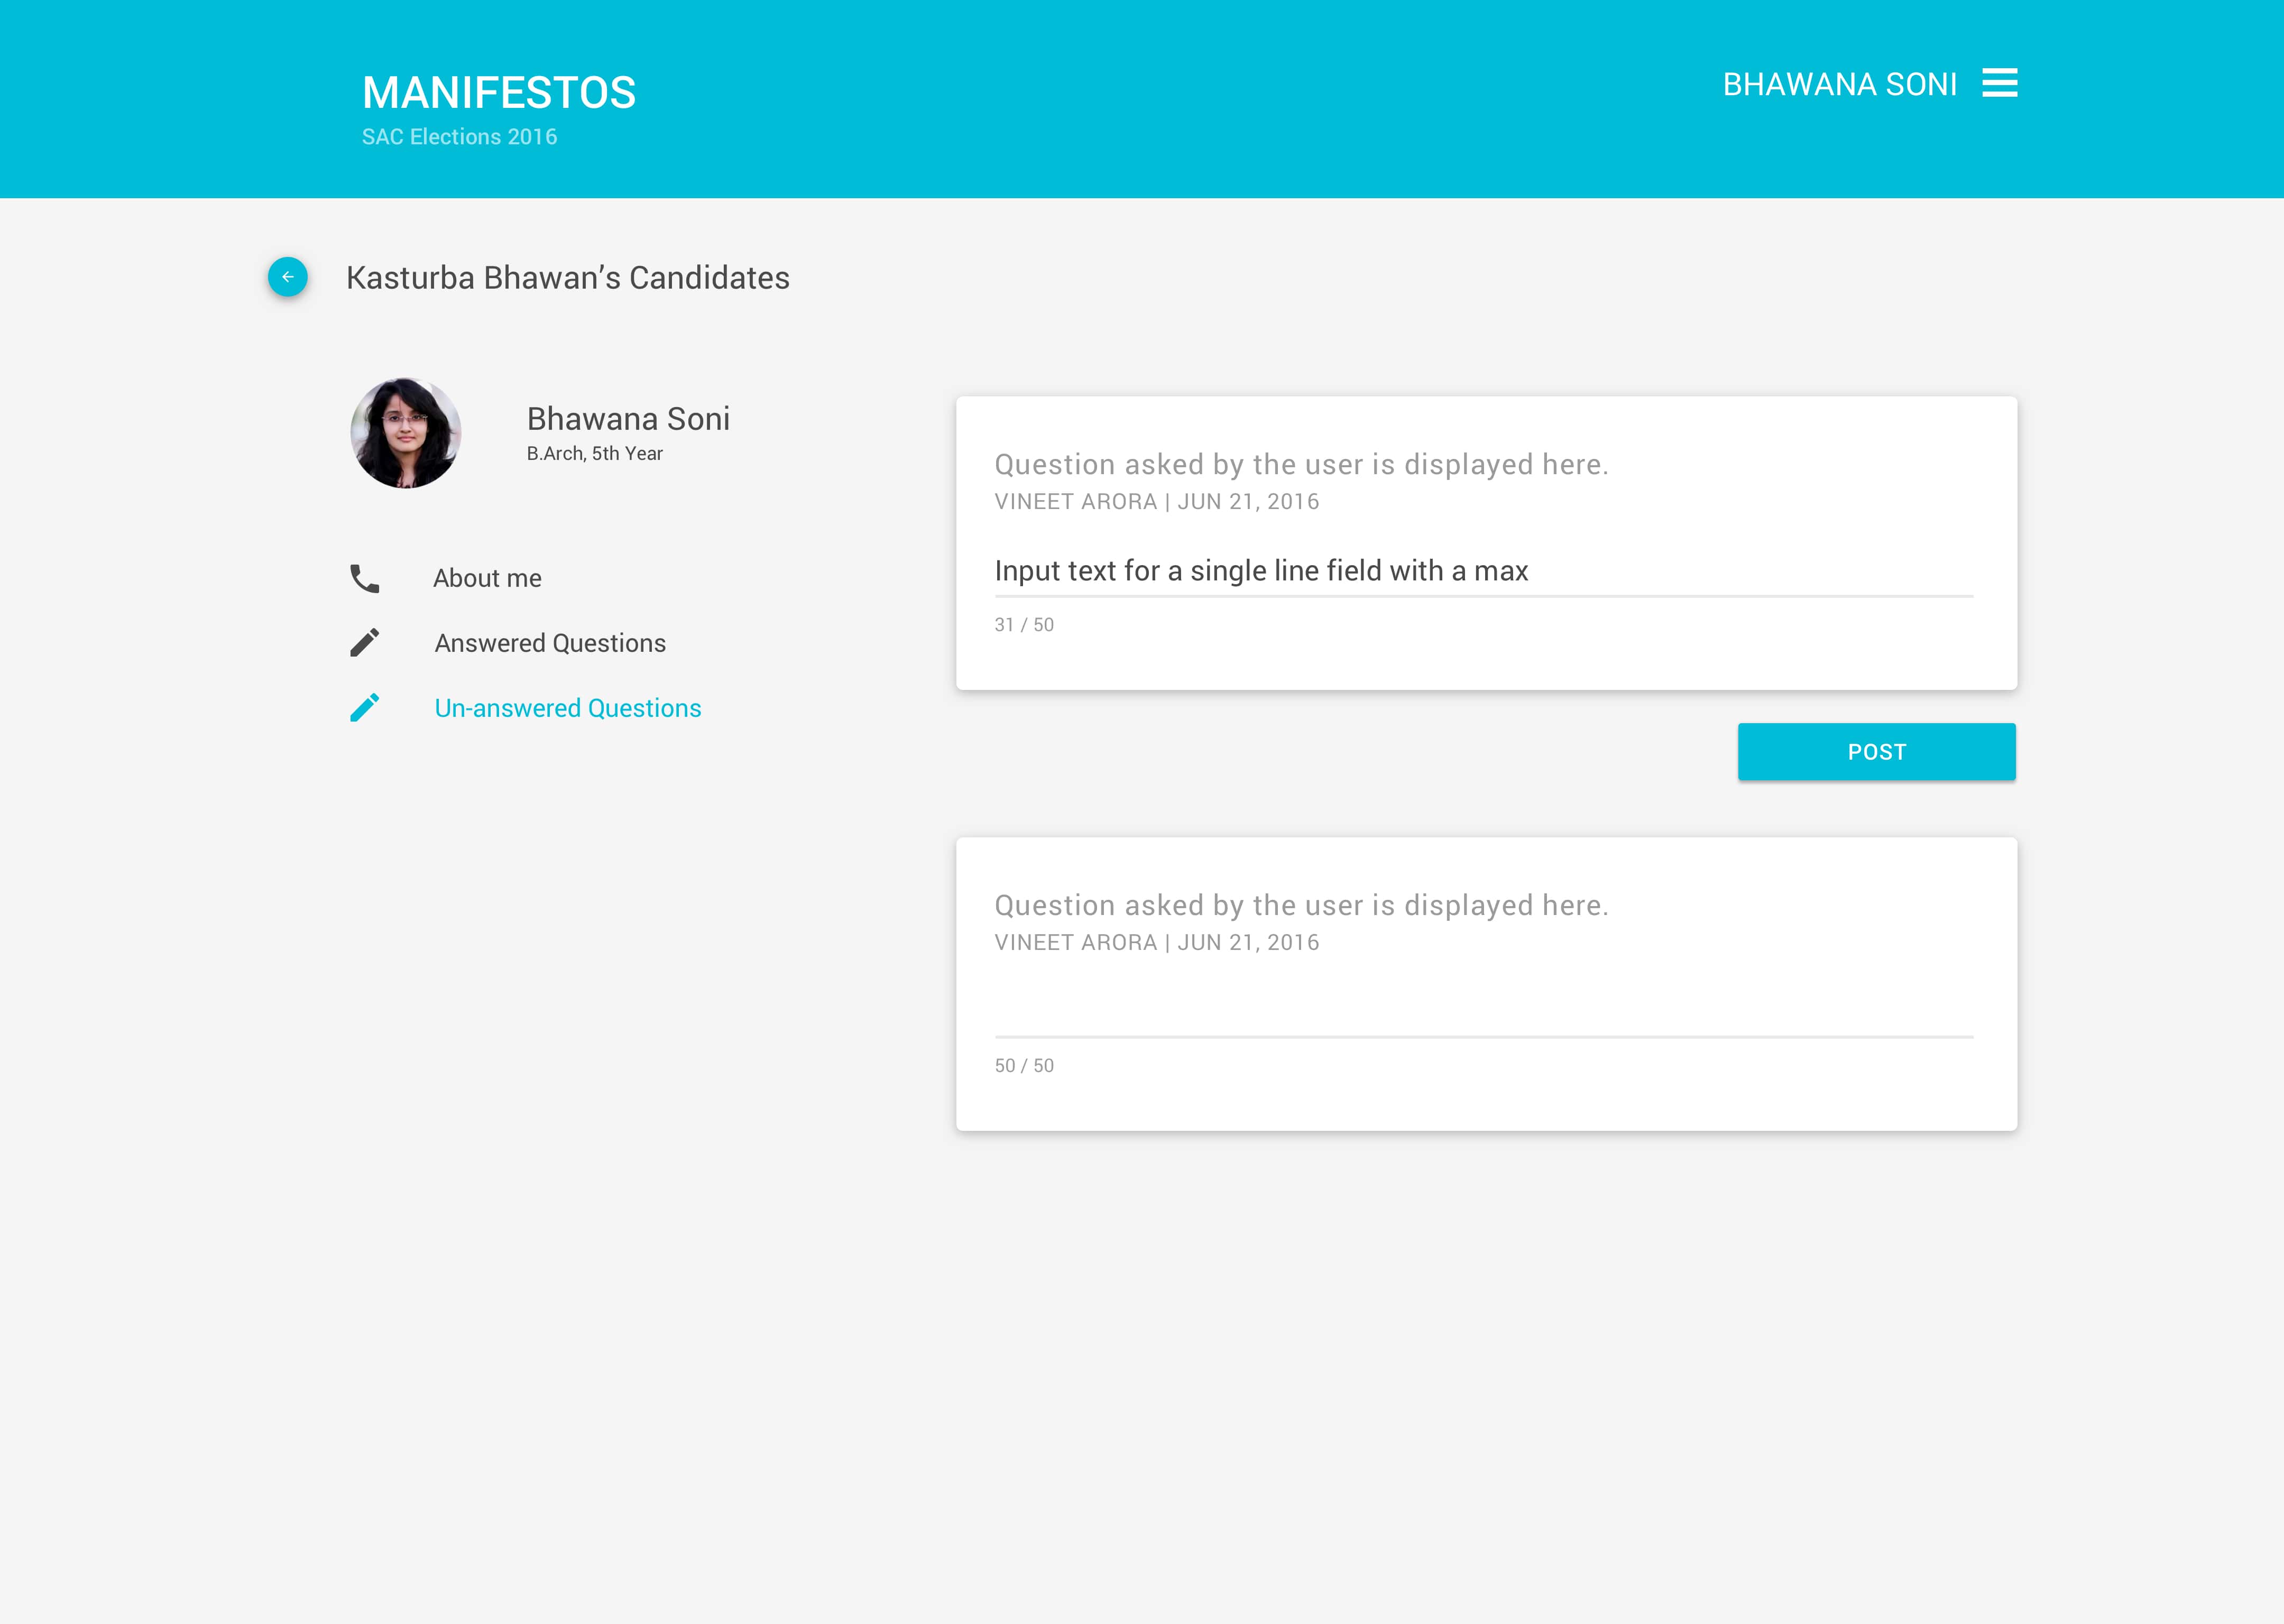 MANIFESTOS
SAC Elections 2016
BHAWANA SONI
Kasturba Bhawan’s Candidates
Bhawana Soni
B.Arch, 5th Year
About me
Answered Questions
Un-answered Questions
Question asked by the user is displayed here.
VINEET ARORA | JUN 21, 2016
Input text for a single line field with a max
31 / 50
POST
Question asked by the user is displayed here.
VINEET ARORA | JUN 21, 2016
50 / 50